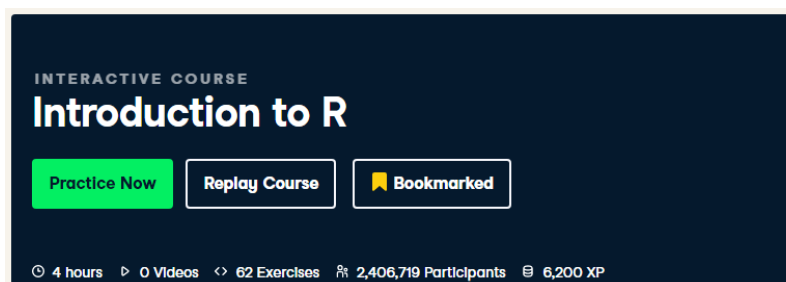 INTERACTIVE COURSE
Introduction to R
Practice Now Replay Course Bookmarked
4 hours 0 Videos 62 Exercises 2,406,719 Participants 6,200 XP